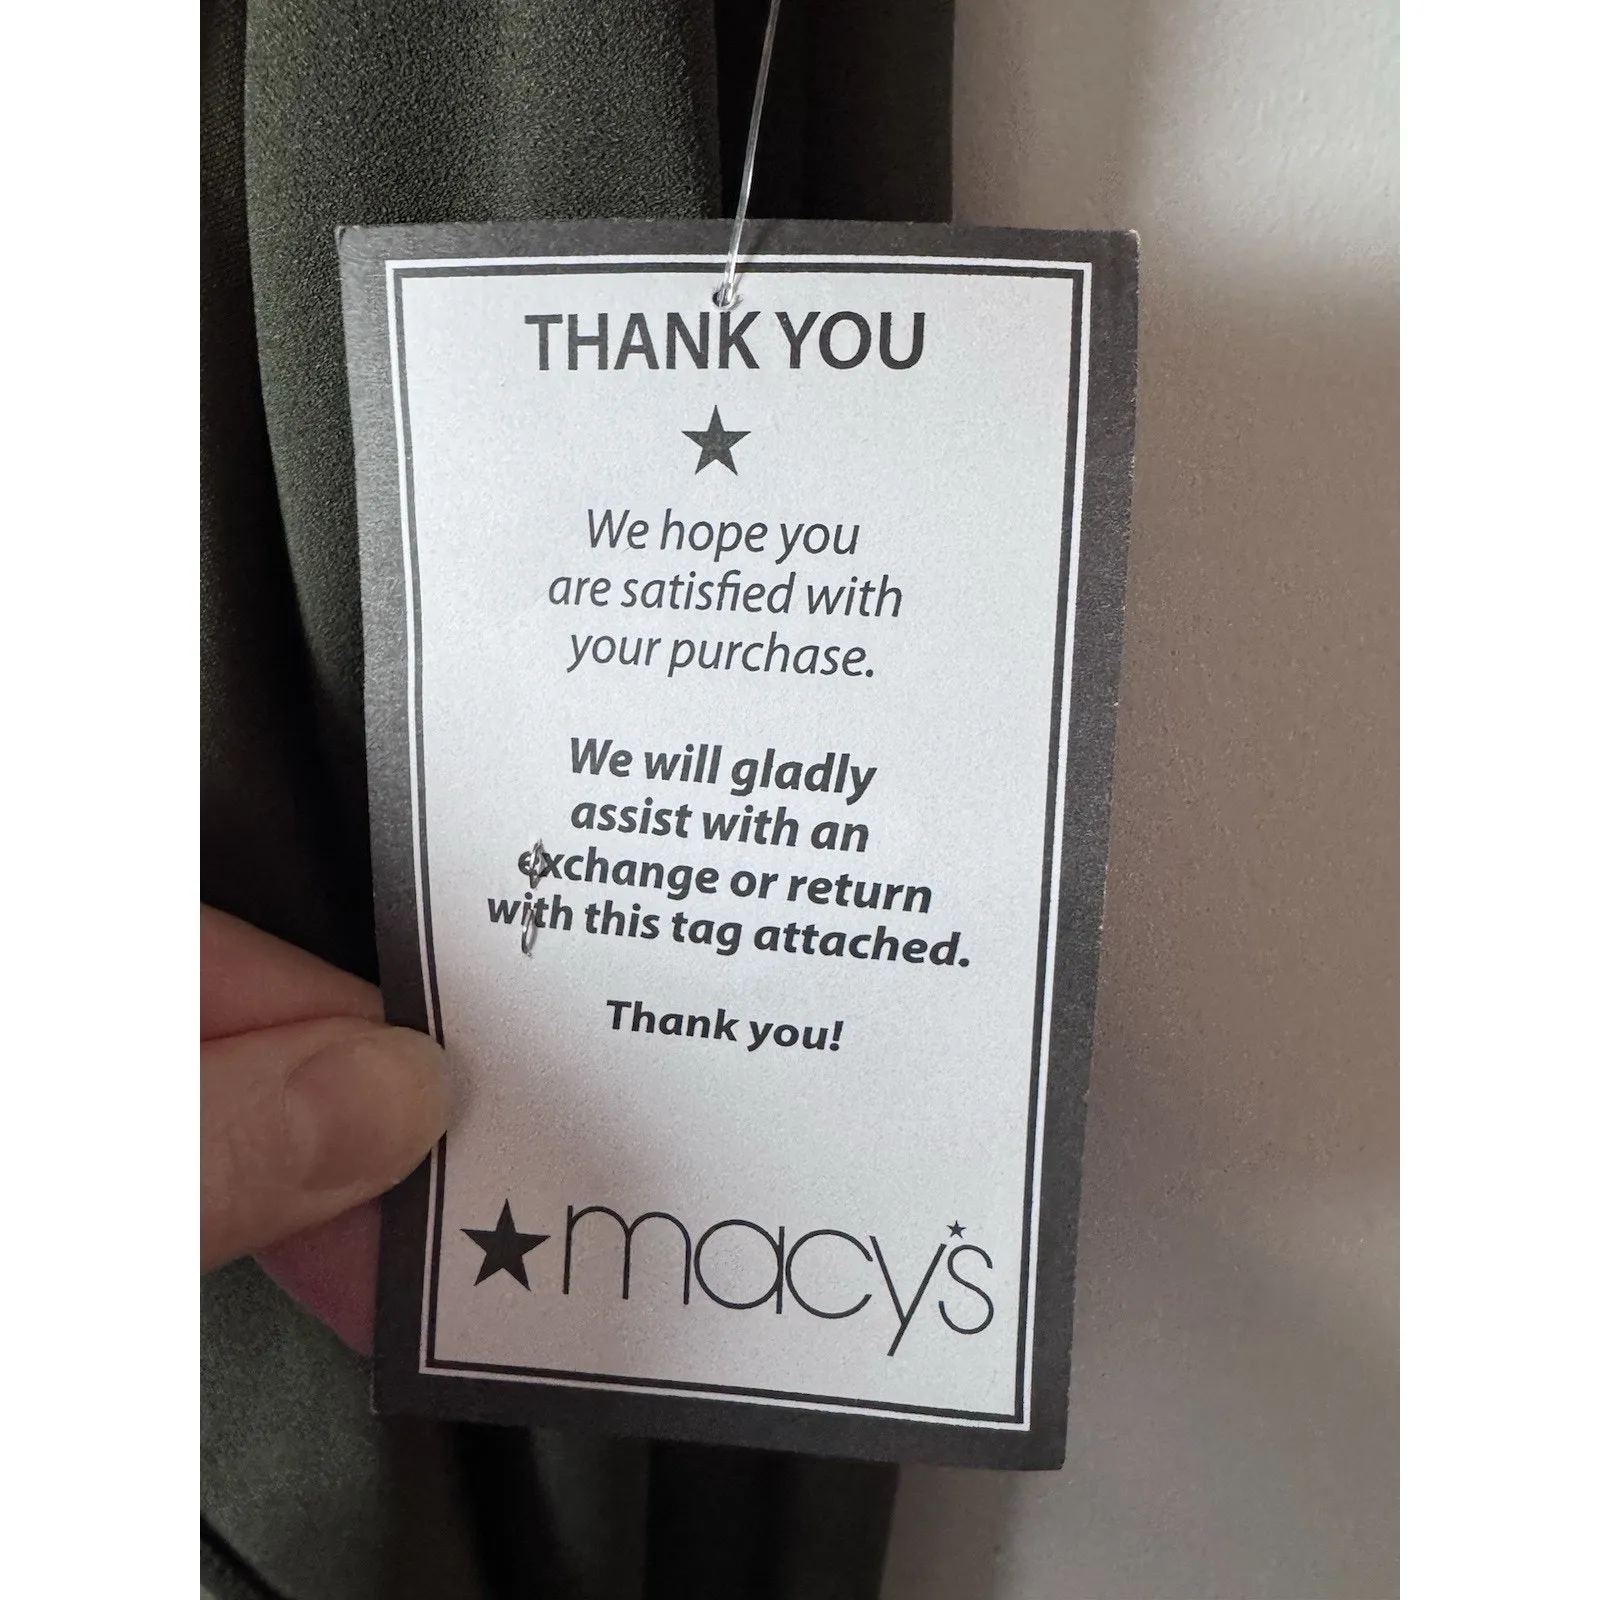 THANK YOU
We hope you
are satisfied with
your purchase.
We will gladly
assist with an
exchange or return
with this tag attached.
Thank you!
macy's